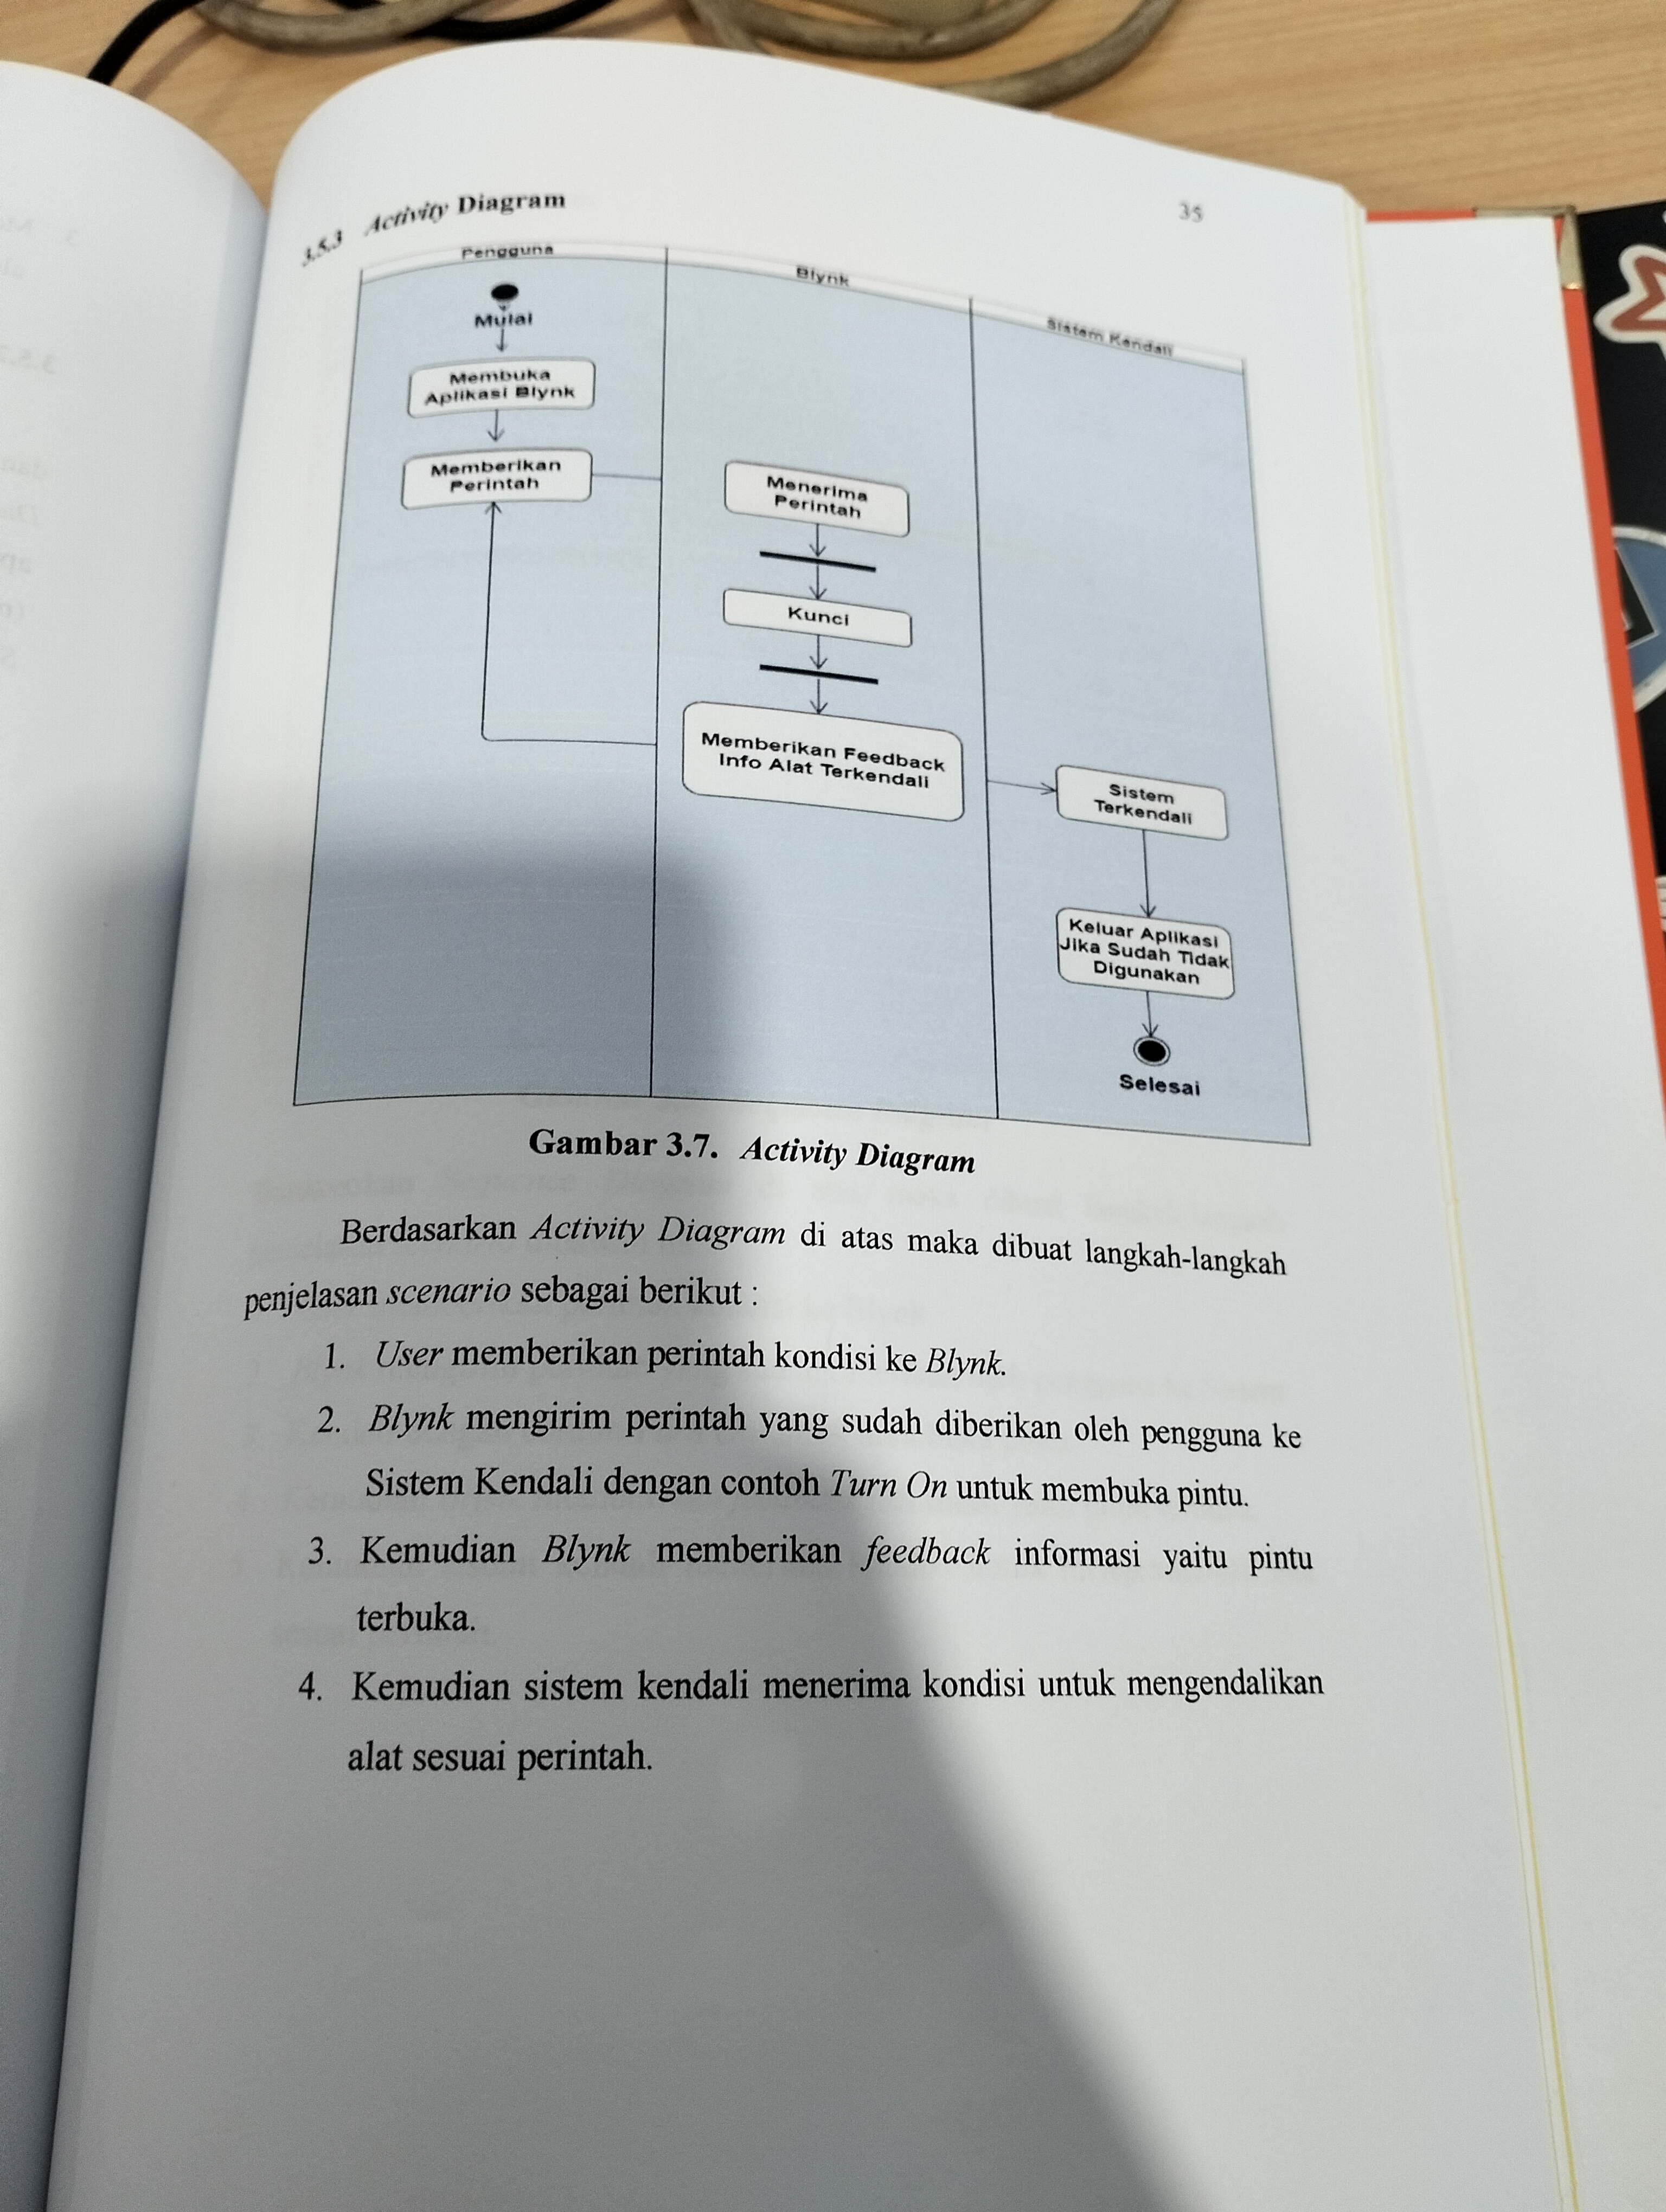 35
3.5.3 Activity Diagram
Pengguna
Blynk
Sistem Kendali
Mulai
Membuka
Aplikasi Blynk
Memberikan
Perintah
Menerima
Perintah
Kunci
Memberikan Feedback
Info Alat Terkendali
Sistem
Terkendali
Keluar Aplikasi
Jika Sudah Tidak
Digunakan
Selesai
Gambar 3.7. Activity Diagram
Berdasarkan Activity Diagram di atas maka dibuat langkah-langkah
penjelasan scenario sebagai berikut :
1. User memberikan perintah kondisi ke Blynk.
2. Blynk mengirim perintah yang sudah diberikan oleh pengguna ke
Sistem Kendali dengan contoh Turn On untuk membuka pintu.
3. Kemudian Blynk memberikan feedback informasi yaitu pintu
terbuka.
4. Kemudian sistem kendali menerima kondisi untuk mengendalikan
alat sesuai perintah.